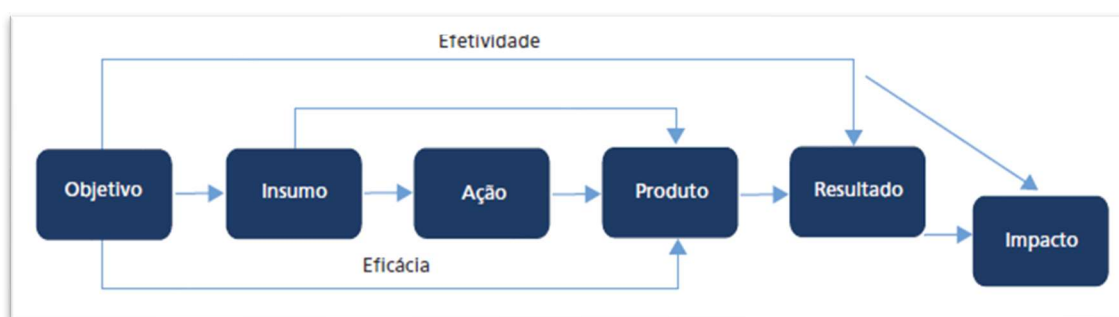 Efetividade
Objetivo
Insumo
Ação
Produto
Resultado
Impacto
Eficácia